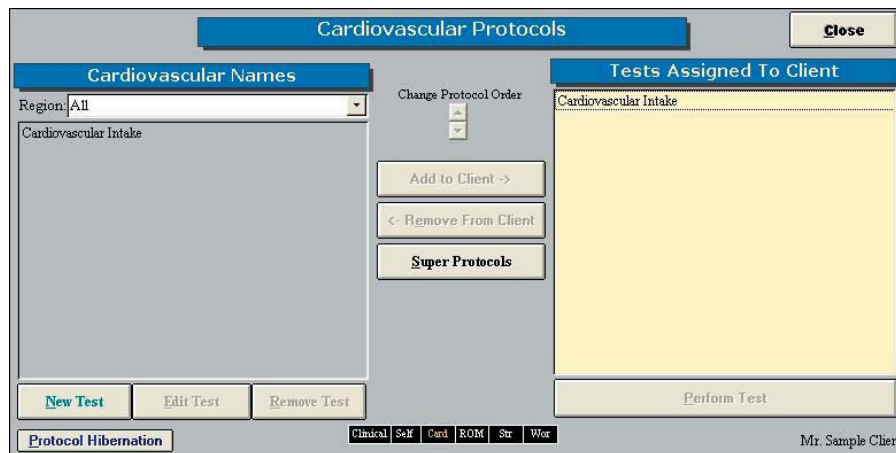 Cardiovascular Protocols
Close
Cardiovascular Names
Tests Assigned To Client
Region: All
Change Protocol Order
Cardiovascular Intake
Cardiovascular Intake
Add to Client ->
<- Remove From Client
Super Protocols
New Test
Edit Test
Remove Test
Perform Test
Protocol Hibernation
Clinical Self Card ROM Str Wor
Mr. Sample Clier